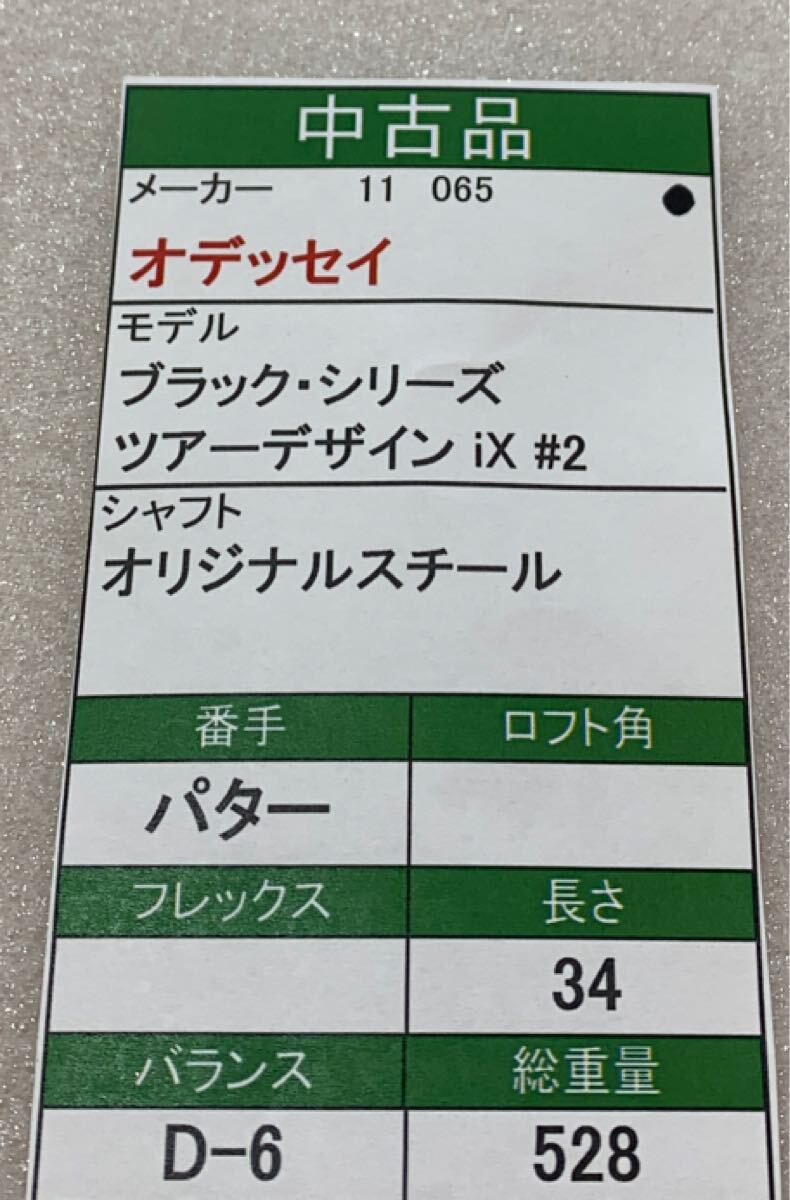 中古品
メーカー 11 065
オデッセイ
モデル
ブラック・シリーズ
ツアーデザイン iX #2
シャフト
オリジナルスチール
番手 ロフト角
パター
フレックス 長さ
34
バランス 総重量
D-6 528